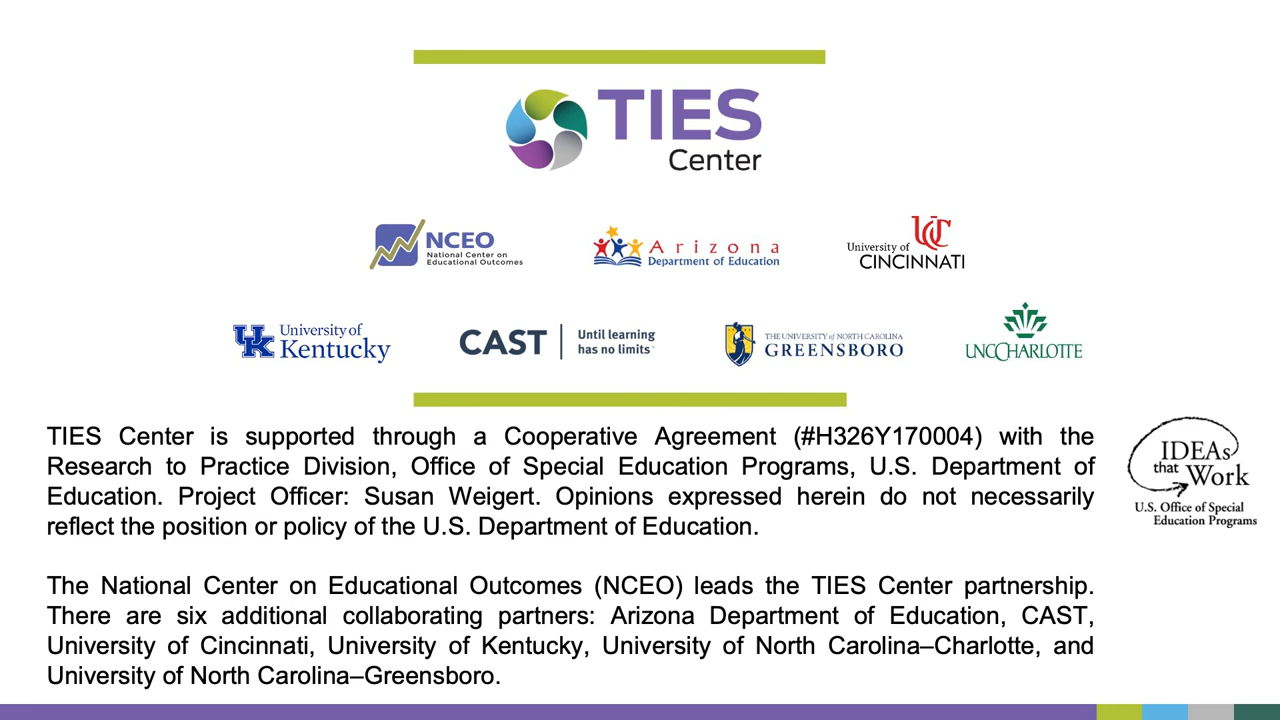 TIES
Center
NCEO
National Center on
Educational Outcomes
Arizona
Department of Education
UC
University of
CINCINNATI
UK
University of
Kentucky
CAST
Until learning
has no limits
THE UNIVERSITY of NORTH CAROLINA
GREENSBORO
UNC CHARLOTTE
TIES Center is supported through a Cooperative Agreement (#H326Y170004) with the
Research to Practice Division, Office of Special Education Programs, U.S. Department of
Education. Project Officer: Susan Weigert. Opinions expressed herein do not necessarily
reflect the position or policy of the U.S. Department of Education.
IDEAs
that Work
U.S. Office of Special
Education Programs
The National Center on Educational Outcomes (NCEO) leads the TIES Center partnership.
There are six additional collaborating partners: Arizona Department of Education, CAST,
University of Cincinnati, University of Kentucky, University of North Carolina–Charlotte, and
University of North Carolina–Greensboro.